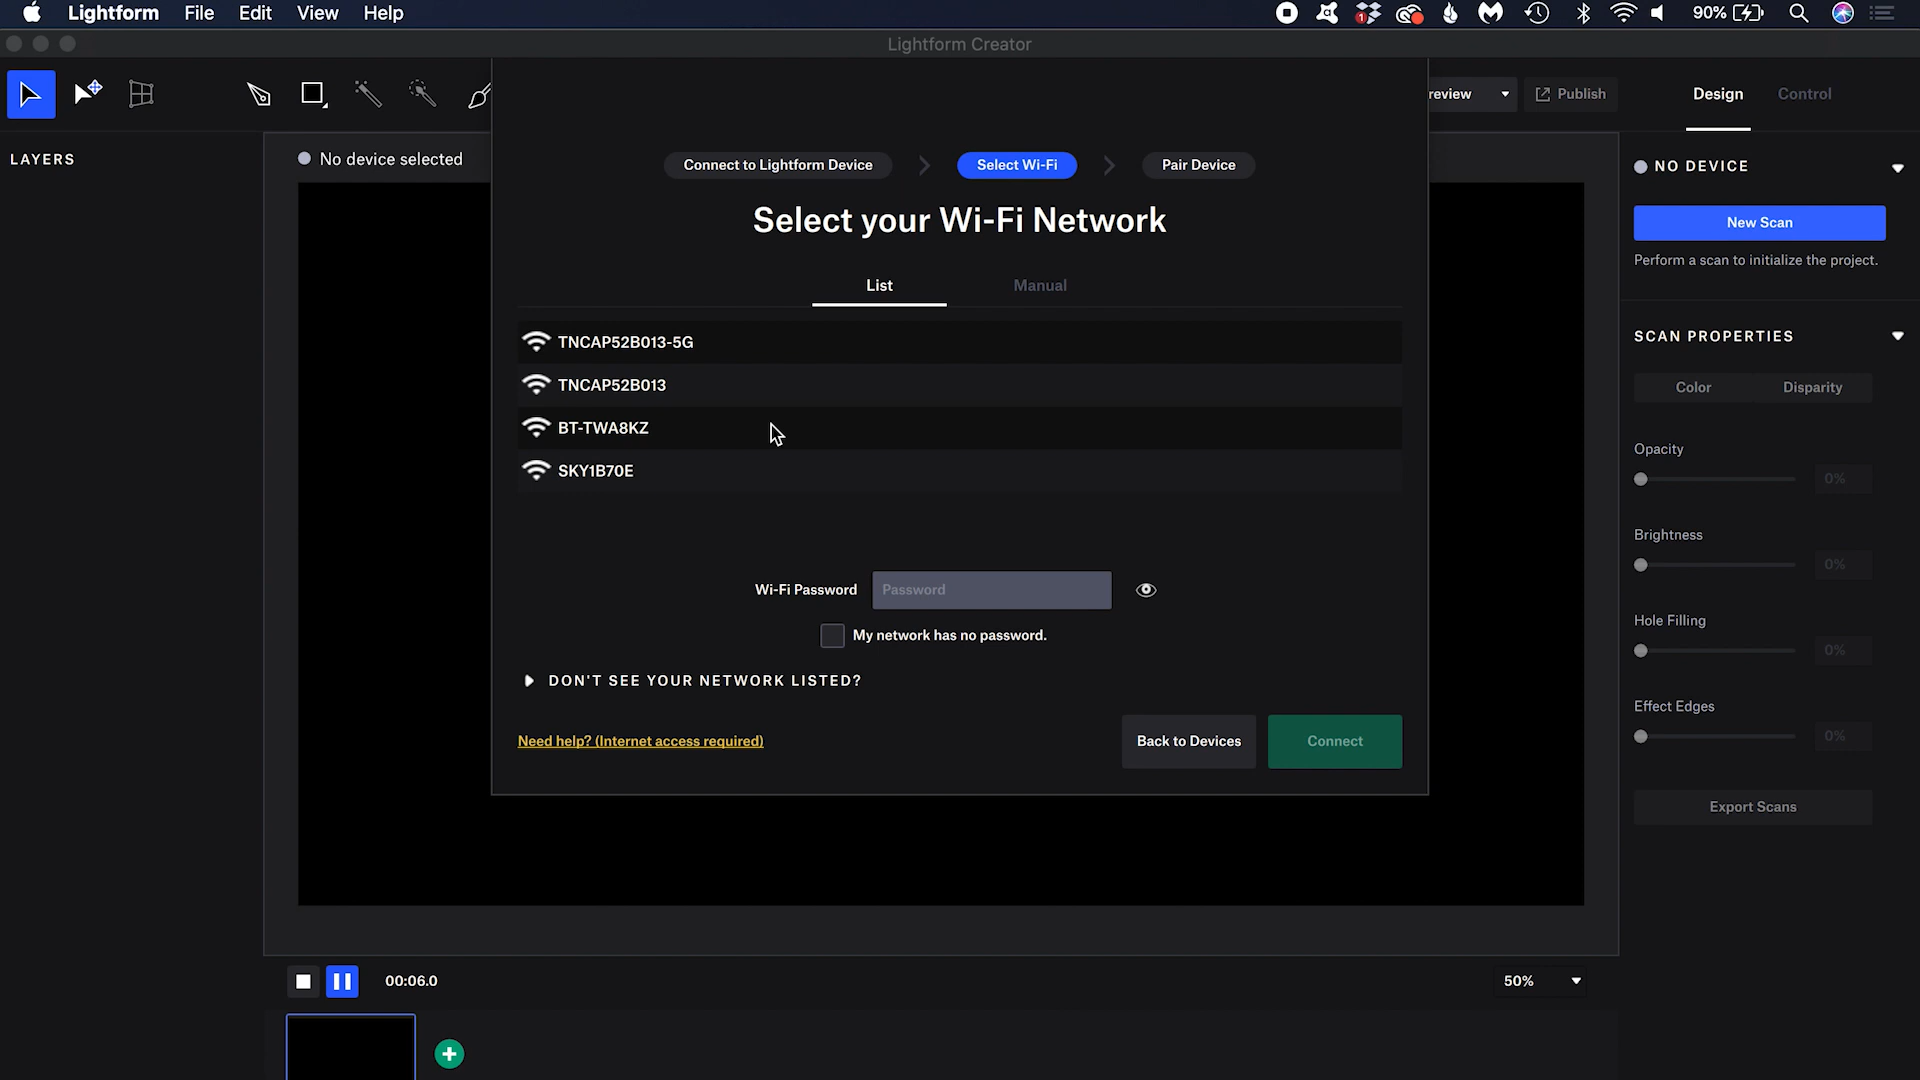 Lightform File Edit View Help
1 90%
Lightform Creator
review Publish Design Control
LAYERS
No device selected
Connect to Lightform Device Select Wi-Fi Pair Device
Select your Wi-Fi Network
List Manual
TNCAP52B013-5G
TNCAP52B013
BT-TWA8KZ
SKY1B70E
Wi-Fi Password Password
My network has no password.
DON'T SEE YOUR NETWORK LISTED?
Need help? (Internet access required) Back to Devices Connect
NO DEVICE
New Scan
Perform a scan to initialize the project.
SCAN PROPERTIES
Color Disparity
Opacity
0%
Brightness
0%
Hole Filling
0%
Effect Edges
0%
Export Scans
00:06.0 50%